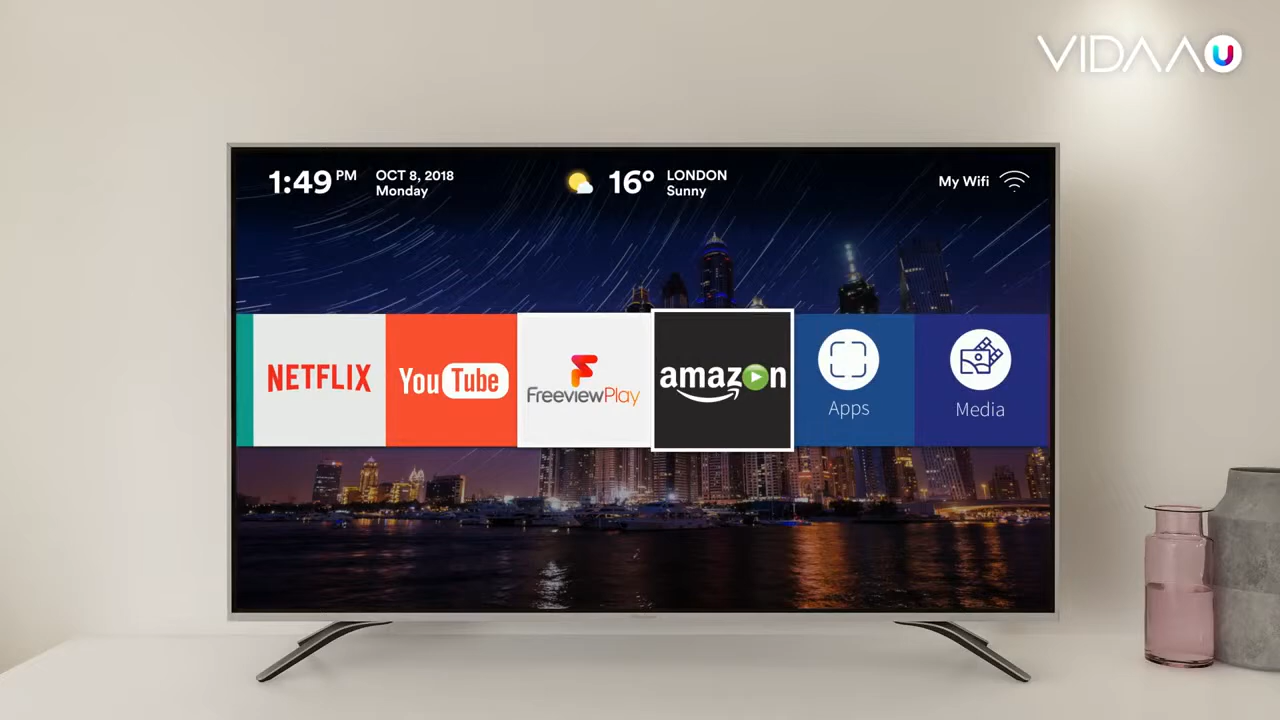 VIDAA U
1:49 PM
OCT 8, 2018
Monday
16°
LONDON
Sunny
My Wifi
NETFLIX
YouTube
FreeviewPlay
amazon
Apps
Media